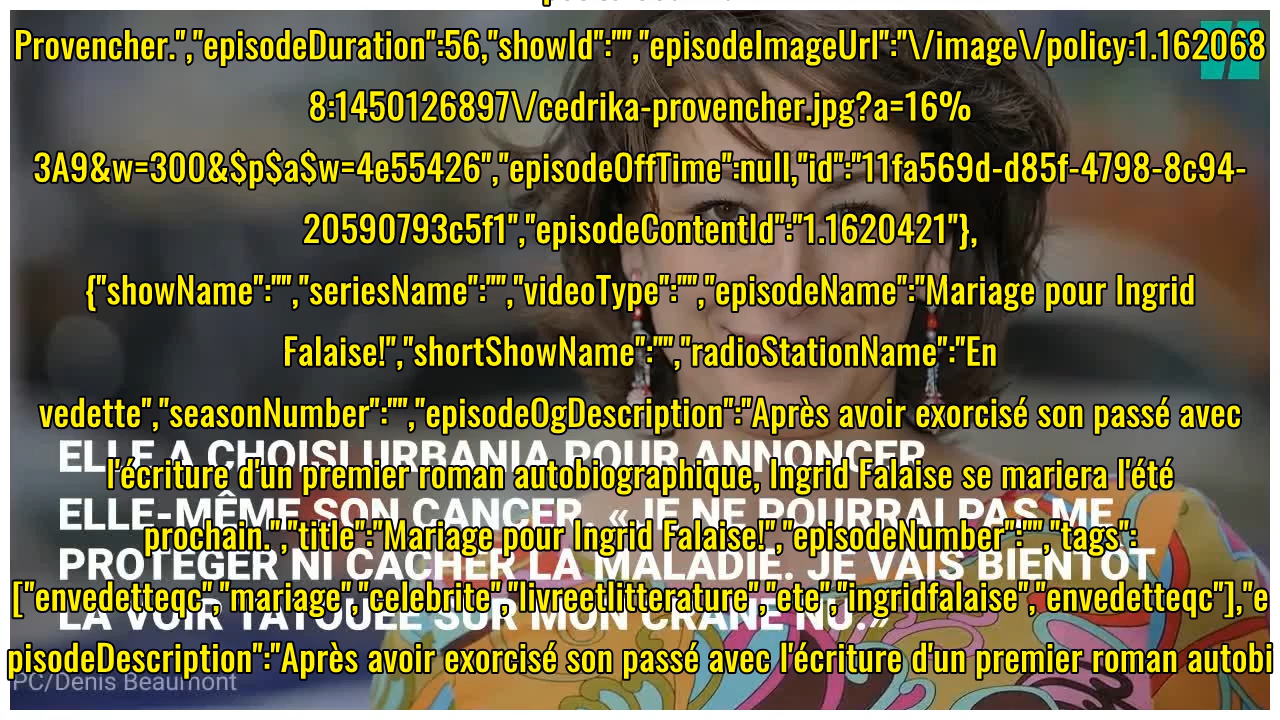 Provencher.","episodeDuration":56,"showId":"","episodeImageUrl":"\/image\/policy:1.162068
8:1450126897\/cedrika-provencher.jpg?a=16%
3A9&w=300&$p$a$w=4e55426","episodeOffTime":null,"id":"11fa569d-d85f-4798-8c94-
20590793c5f1","episodeContentId":"1.1620421"},
{"showName":"","seriesName":"","videoType":"","episodeName":"Mariage pour Ingrid
Falaise!","shortShowName":"","radioStationName":"En
vedette","seasonNumber":"","episodeOgDescription":"Après avoir exorcisé son passé avec
ELLE A CHOISI URBANIA POUR ANNONCER
l'écriture d'un premier roman autobiographique, Ingrid Falaise se mariera l'été
ELLE-MÊME SON CANCER. « JE NE POURRAI PAS ME
prochain.","title":"Mariage pour Ingrid Falaise!","episodeNumber":"","tags":
PROTÉGER NI CACHER LA MALADIE. JE VAIS BIENTÔT
["envedetteqc","mariage","celebrite","livreetlitterature","ete","ingridfalaise","envedetteqc"],"e
LA VOIR TATOUÉE SUR MON CRÂNE NU.»
pisodeDescription":"Après avoir exorcisé son passé avec l'écriture d'un premier roman autobi
PC/Denis Beaumont